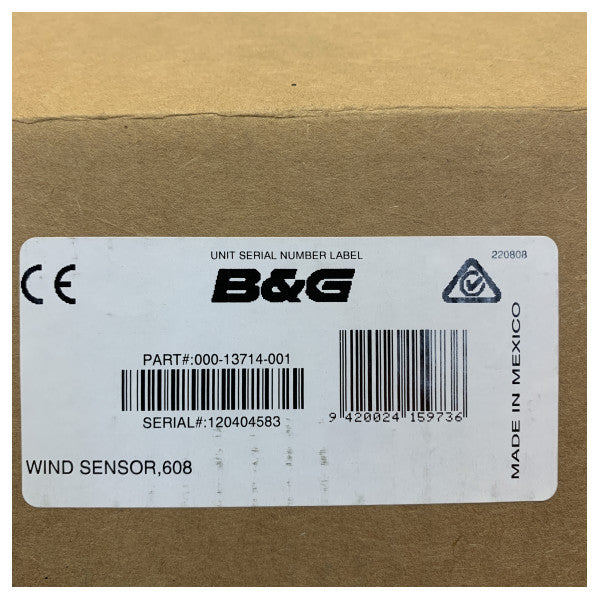 UNIT SERIAL NUMBER LABEL
220808
CE
B&G
PART#:000-13714-001
SERIAL#:120404583
9 420024 159736
WIND SENSOR,608
MADE IN MEXICO